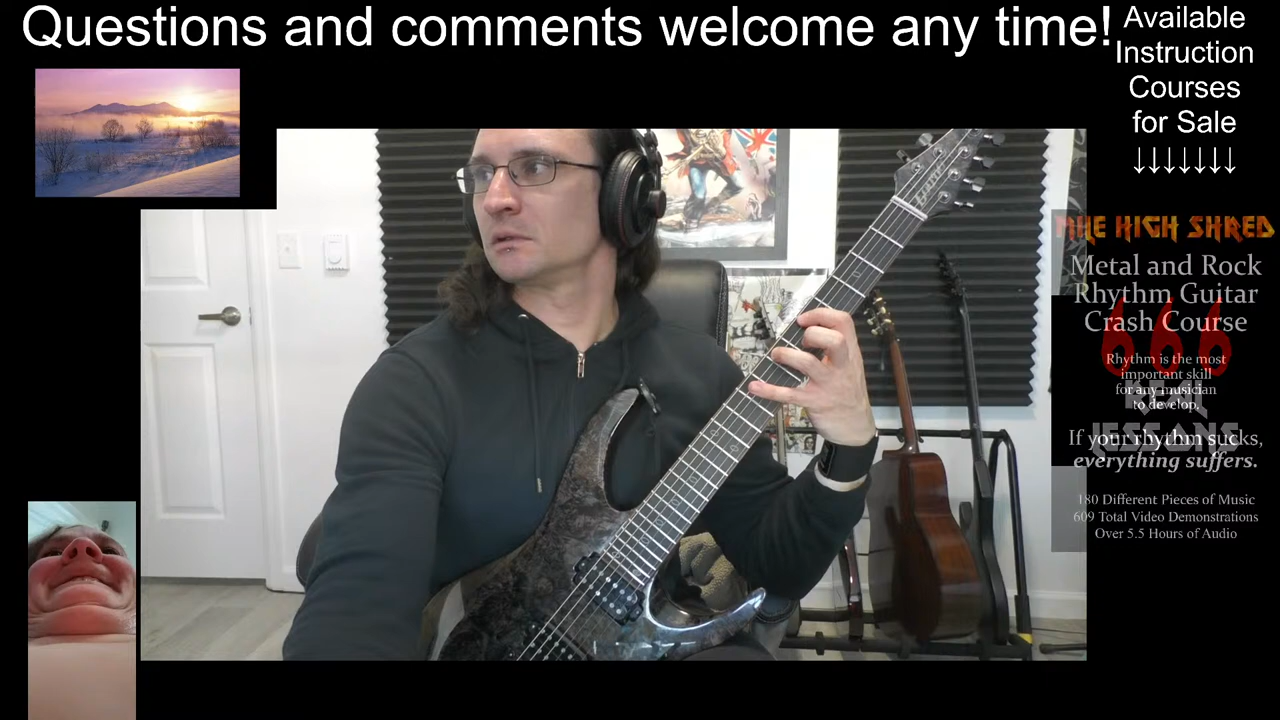 Questions and comments welcome any time!
Available
Instruction
Courses
for Sale
↓↓↓↓↓↓↓
THE HIGH SHRED
Metal and Rock
Rhythm Guitar
Crash Course
666
Rhythm is the most
important skill
for any musician
to develop.
If your rhythm sucks,
everything suffers.
180 Different Pieces of Music
609 Total Video Demonstrations
Over 5.5 Hours of Audio